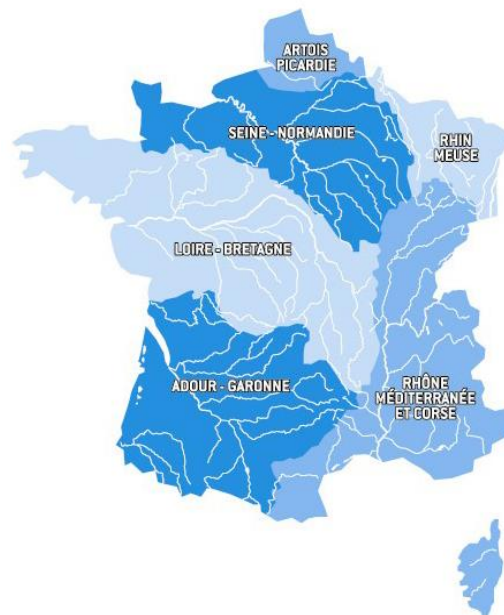 ARTOIS
PICARDIE
SEINE - NORMANDIE
RHIN
MEUSE
LOIRE - BRETAGNE
ADOUR - GARONNE
RHÔNE
MÉDITERRANÉE
ET CORSE